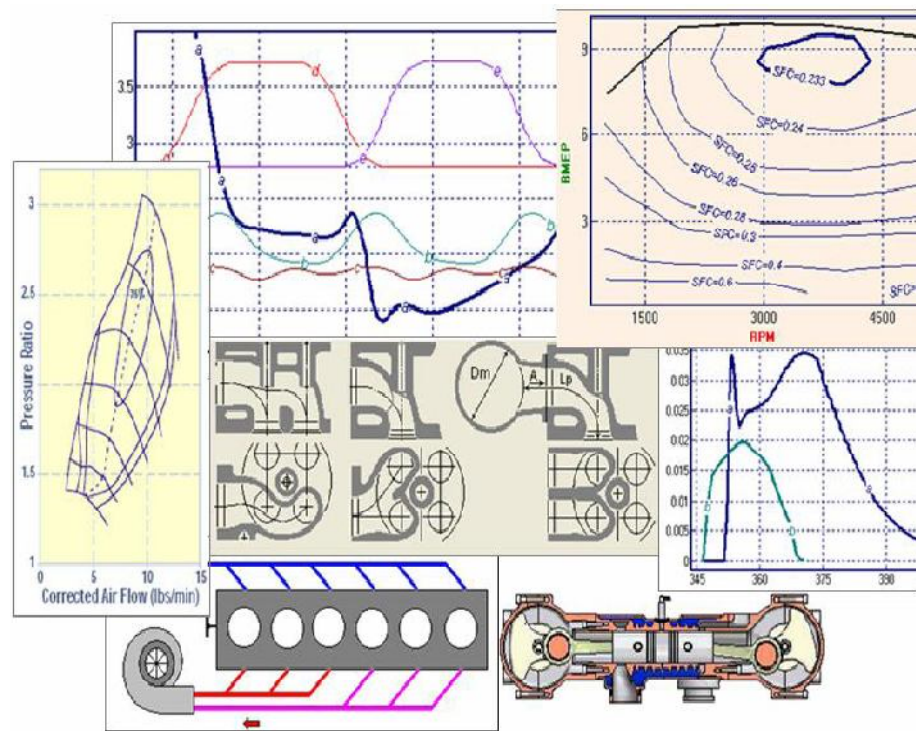 3.5
3
a
d
e
a
d
e
a
a
b
b
b
c
c
c
a
a
9
6
3
BMEP
SFC=0.233
SFC=0.24
SFC=0.25
SFC=0.26
SFC=0.28
SFC=0.3
SFC=0.4
SFC=0.6
1500
3000
4500
RPM
3
2.5
2
1.5
1
Pressure Ratio
76%
0
5
10
15
Corrected Air Flow (lbs/min)
Dm
A
Lp
0.035
0.03
0.025
0.02
0.015
0.01
0.005
0
345
360
375
390